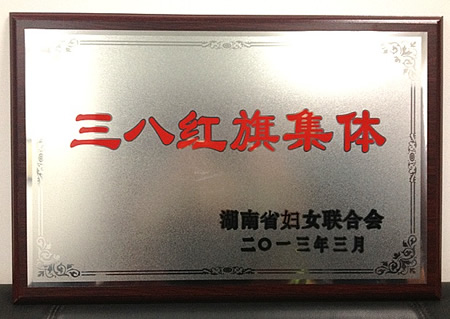 三八红旗集体
湖南省妇女联合会
二〇一三年三月